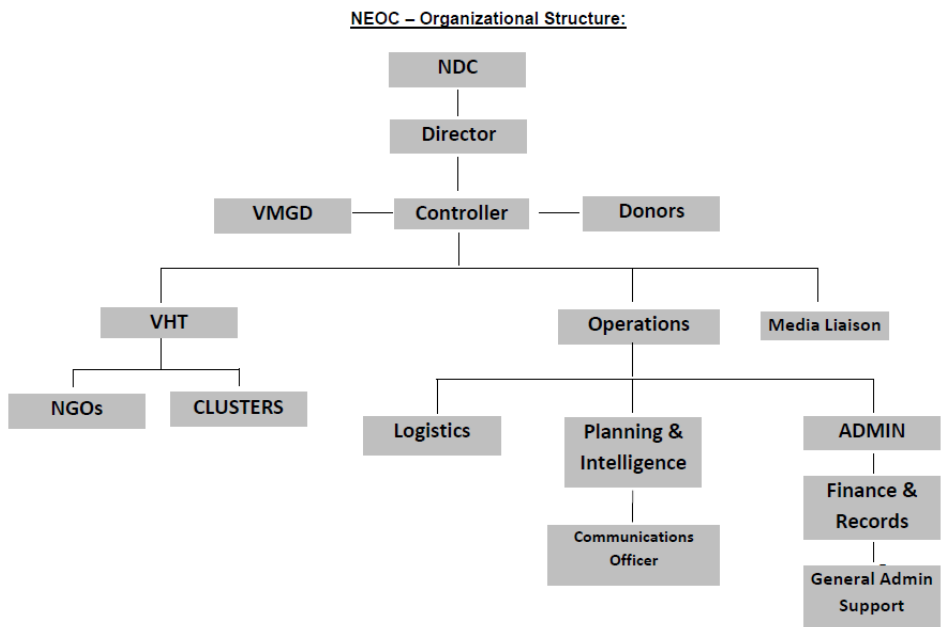 NEOC – Organizational Structure:
NDC
Director
VMGD
Controller
Donors
VHT
Operations
Media Liaison
NGOs
CLUSTERS
Logistics
Planning &
Intelligence
ADMIN
Finance &
Records
Communications
Officer
General Admin
Support